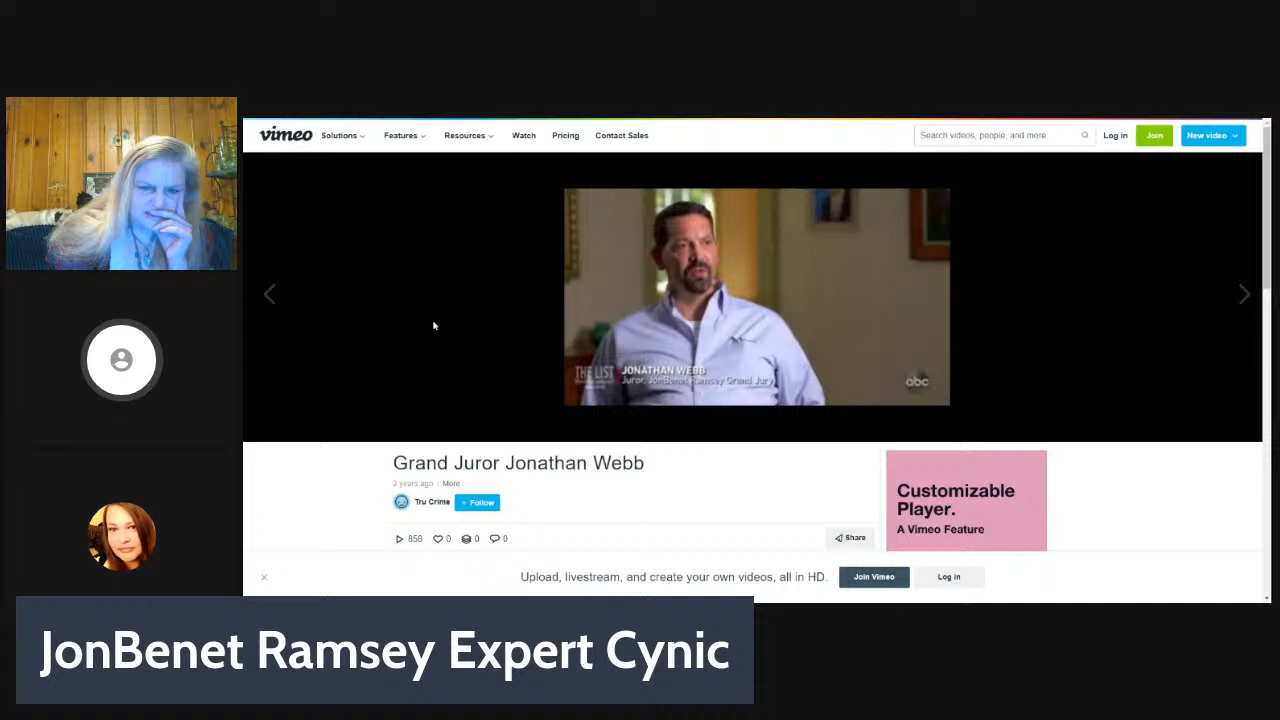 vimeo Solutions Features Resources Watch Pricing Contact Sales Search videos, people, and more Log in Join New video
THE LIST
JONATHAN WEBB
Juror, JonBenet Ramsey Grand Jury
abc
Grand Juror Jonathan Webb
2 years ago | More
Tru Crime + Follow
858 0 0 0
Share
Customizable
Player.
A Vimeo Feature
Upload, livestream, and create your own videos, all in HD. Join Vimeo Log in
JonBenet Ramsey Expert Cynic